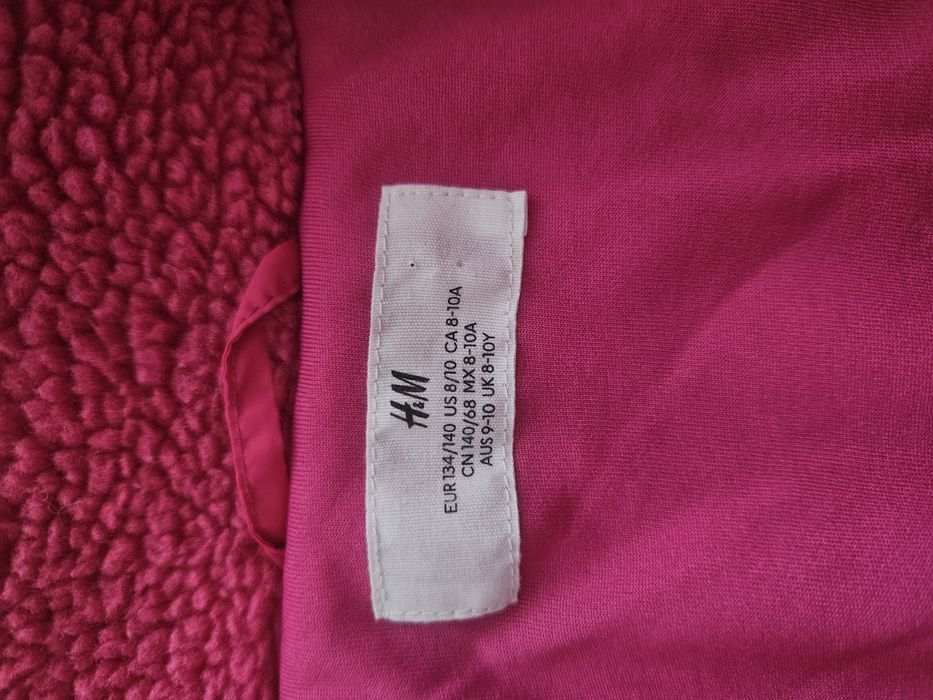 H&M
EUR 134/140 US 8/10 CA 8-10A
CN 140/68 MX 8-10A
AUS 9-10 UK 8-10Y